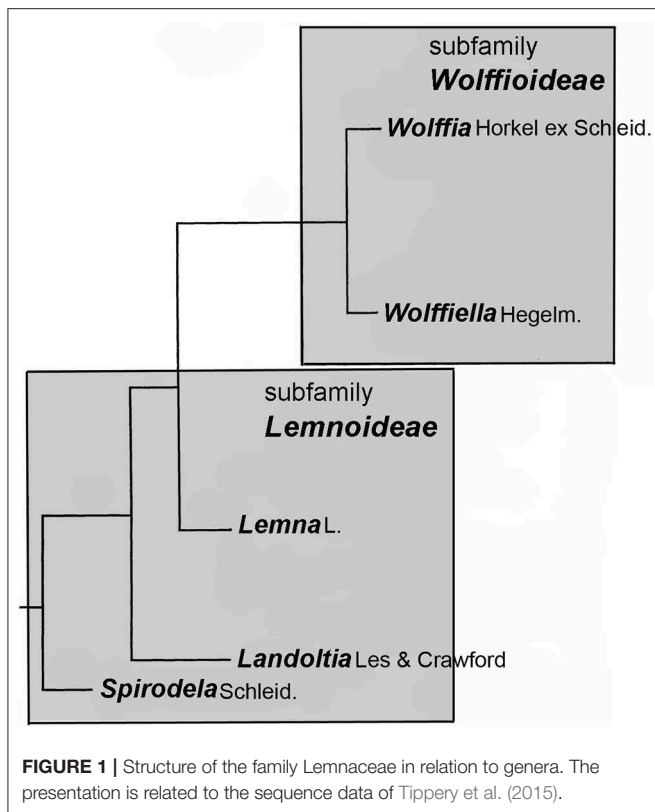 subfamily
Wolffioideae
Wolffia Horkel ex Schleid.
Wolffiella Hegelm.
subfamily
Lemnoideae
Lemna L.
Landoltia Les & Crawford
Spirodela Schleid.
FIGURE 1 | Structure of the family Lemnaceae in relation to genera. The
presentation is related to the sequence data of Tippery et al. (2015).